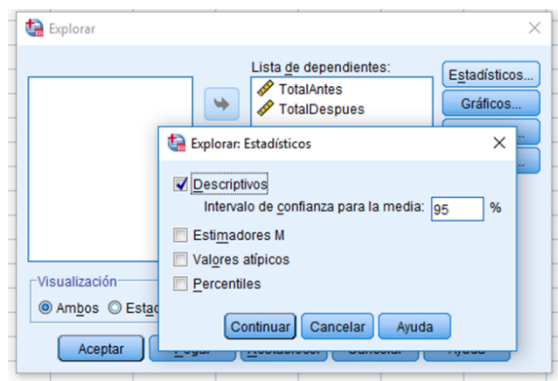 Explorar
Lista de dependientes:
TotalAntes
TotalDespues
Estadísticos...
Gráficos...
Explorar: Estadísticos
Descriptivos
Intervalo de confianza para la media: 95 %
Estimadores M
Valores atípicos
Percentiles
Continuar Cancelar Ayuda
Visualización
Ambos
Aceptar